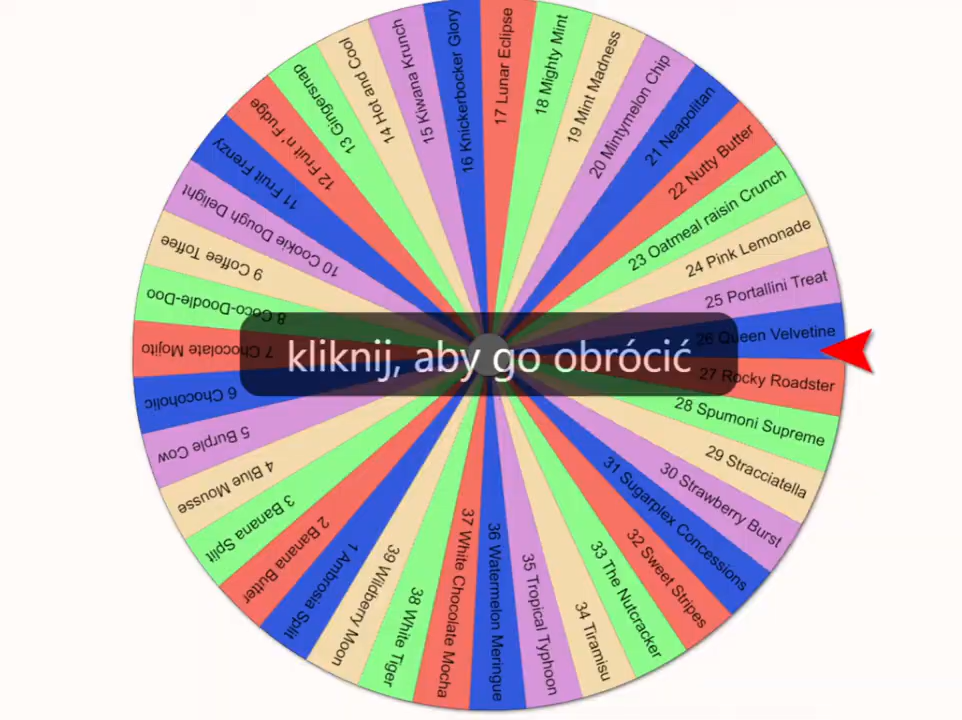 1 Ambrosia Split
2 Banana Butter
3 Banana Split
4 Blue Mousse
5 Burple Cow
6 Chocoholic
7 Chocolate Mojito
8 Coco-Doodle-Doo
9 Coffee Toffee
10 Cookie Dough Delight
11 Fruit Frenzy
12 Fruit n' Fudge
13 Gingersnap
14 Hot and Cool
15 Kiwana Krunch
16 Knickerbocker Glory
17 Lunar Eclipse
18 Mighty Mint
19 Mint Madness
20 Mintymelon Chip
21 Neapolitan
22 Nutty Butter
23 Oatmeal raisin Crunch
24 Pink Lemonade
25 Portallini Treat
26 Queen Velvetine
27 Rocky Roadster
28 Spumoni Supreme
29 Stracciatella
30 Strawberry Burst
31 Sugarplex Concessions
32 Sweet Stripes
33 The Nutcracker
34 Tiramisu
35 Tropical Typhoon
36 Watermelon Meringue
37 White Chocolate Mocha
38 White Tiger
39 Wildberry Moon
kliknij, aby go obrócić